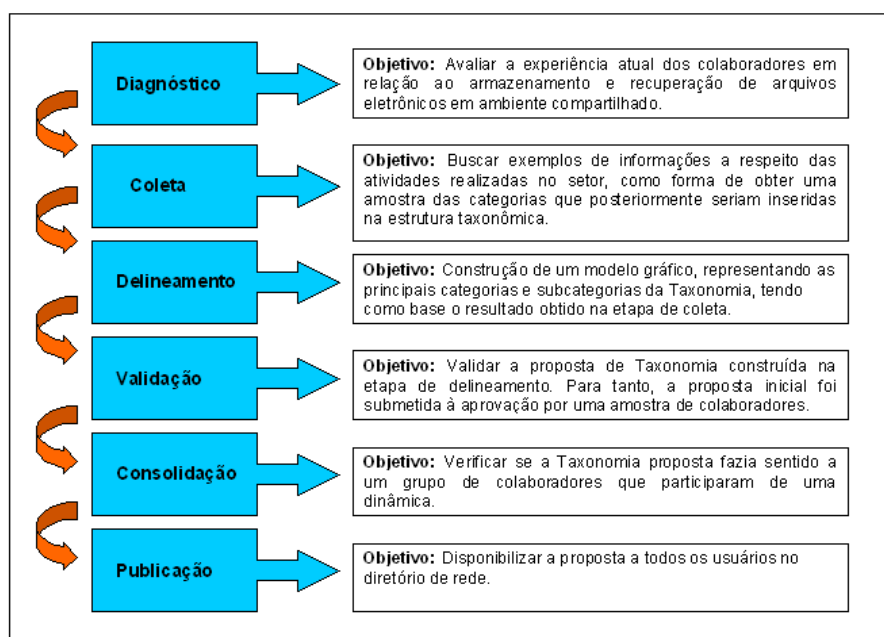 Diagnóstico
Objetivo: Avaliar a experiência atual dos colaboradores em
relação ao armazenamento e recuperação de arquivos
eletrônicos em ambiente compartilhado.
Coleta
Objetivo: Buscar exemplos de informações a respeito das
atividades realizadas no setor, como forma de obter uma
amostra das categorias que posteriormente seriam inseridas
na estrutura taxonômica.
Delineamento
Objetivo: Construção de um modelo gráfico, representando as
principais categorias e subcategorias da Taxonomia, tendo
como base o resultado obtido na etapa de coleta.
Validação
Objetivo: Validar a proposta de Taxonomia construída na
etapa de delineamento. Para tanto, a proposta inicial foi
submetida à aprovação por uma amostra de colaboradores.
Consolidação
Objetivo: Verificar se a Taxonomia proposta fazia sentido a
um grupo de colaboradores que participaram de uma
dinâmica.
Publicação
Objetivo: Disponibilizar a proposta a todos os usuários no
diretório de rede.